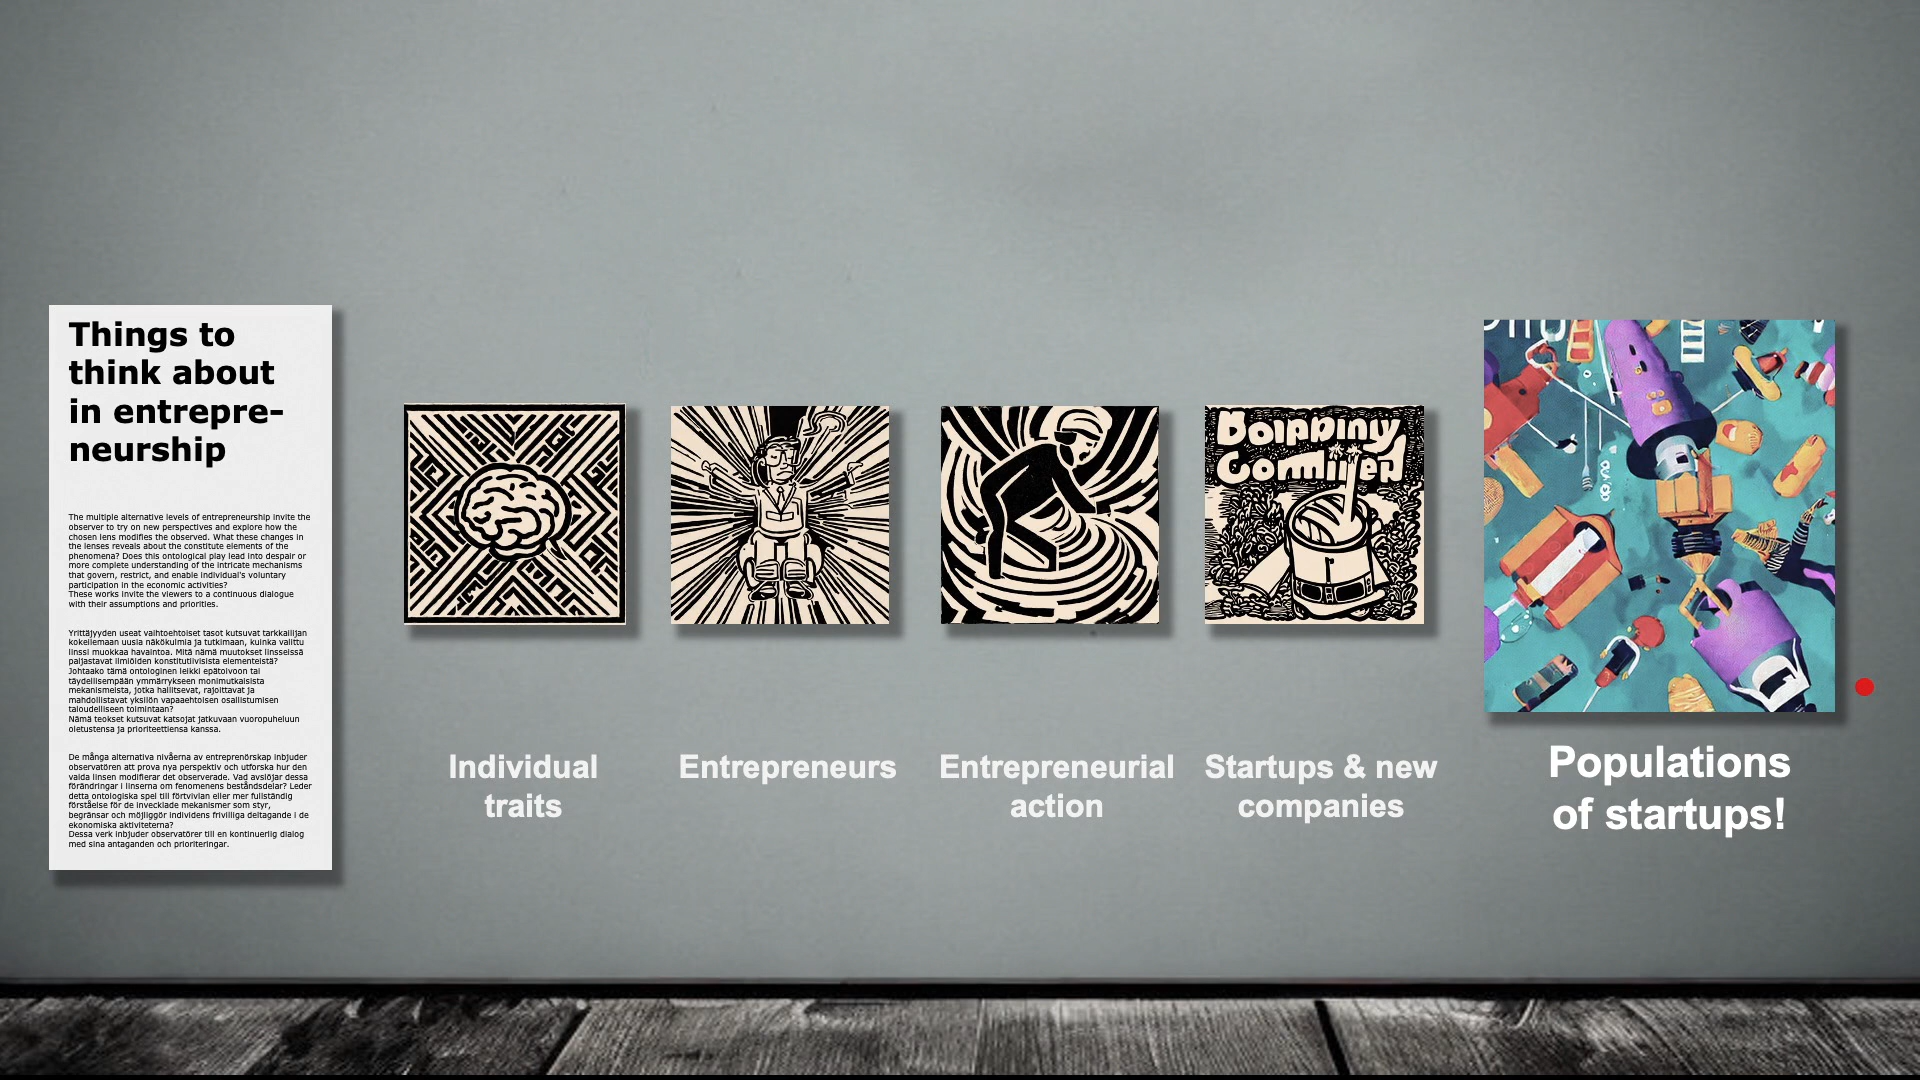 Things to
think about
in entrepre-
neurship
The multiple alternative levels of entrepreneurship invite the
observer to try on new perspectives and explore how the
chosen lens modifies the observed. What these changes in
the lenses reveals about the constitute elements of the
phenomena? Does this ontological play lead into despair or
more complete understanding of the intricate mechanisms
that govern, restrict, and enable individual's voluntary
participation in the economic activities?
These works invite the viewers to a continuous dialogue
with their assumptions and priorities.
Yrittäjyyden useat vaihtoehtoiset tasot kutsuvat tarkkailijan
kokeilemaan uusia näkökulmia ja tutkimaan, kuinka valittu
linssi muokkaa havaintoa. Mitä nämä muutokset linsseissä
paljastavat ilmiöiden konstitutiivisista elementeistä?
Johtaako tämä ontologinen leikki epätoivoon tai
täydellisempään ymmärrykseen monimutkaisista
mekanismeista, jotka hallitsevat, rajoittavat ja
mahdollistavat yksilön vapaaehtoisen osallistumisen
taloudelliseen toimintaan?
Nämä teokset kutsuvat katsojat jatkuvaan vuoropuheluun
oletustensa ja prioriteettiensa kanssa.
De många alternativa nivåerna av entreprenörskap inbjuder
observatören att prova nya perspektiv och utforska hur den
valda linsen modifierar det observerade. Vad avslöjar dessa
förändringar i linserna om fenomenens beståndsdelar? Leder
detta ontologiska spel till förtvivlan eller mer fullständig
förståelse för de invecklade mekanismer som styr,
begränsar och möjliggör individens frivilliga deltagande i de
ekonomiska aktiviteterna?
Dessa verk inbjuder observatörer till en kontinuerlig dialog
med sina antaganden och prioriteringar.
Individual
traits
Entrepreneurs
Entrepreneurial
action
Startups & new
companies
Populations
of startups!